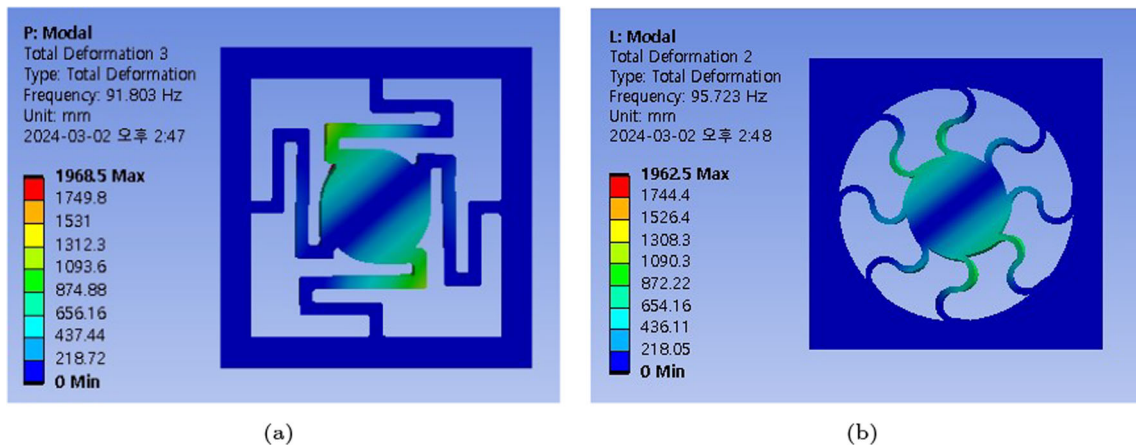 P: Modal
Total Deformation 3
Type: Total Deformation
Frequency: 91.803 Hz
Unit: mm
2024-03-02 오후 2:47
1968.5 Max
1749.8
1531
1312.3
1093.6
874.88
656.16
437.44
218.72
0 Min
(a)
L: Modal
Total Deformation 2
Type: Total Deformation
Frequency: 95.723 Hz
Unit: mm
2024-03-02 오후 2:48
1962.5 Max
1744.4
1526.4
1308.3
1090.3
872.22
654.16
436.11
218.05
0 Min
(b)